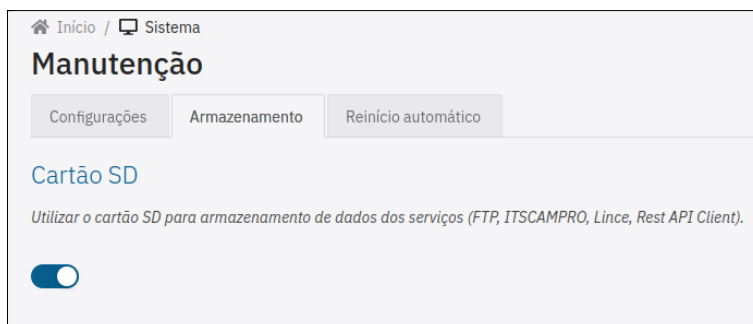 Início / Sistema
Manutenção
Configurações Armazenamento Reinício automático
Cartão SD
Utilizar o cartão SD para armazenamento de dados dos serviços (FTP, ITSCAMPRO, Lince, Rest API Client).